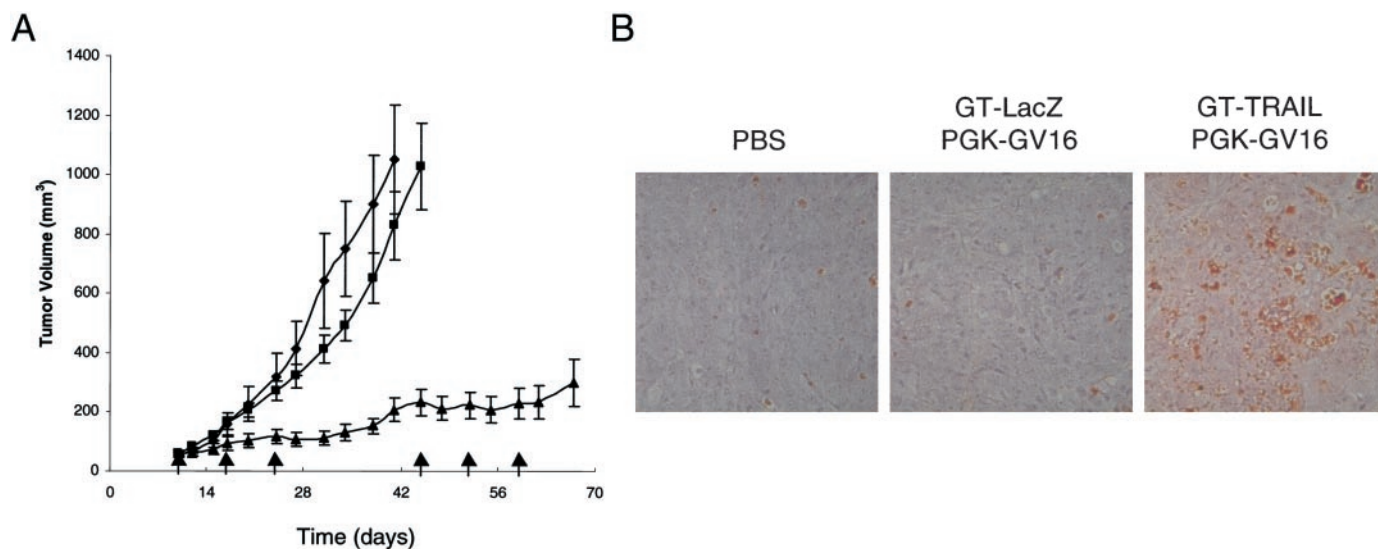 A
1400
1200
1000
800
600
400
200
0
Tumor Volume (mm³)
0 14 28 42 56 70
Time (days)
B
PBS
GT-LacZ
PGK-GV16
GT-TRAIL
PGK-GV16